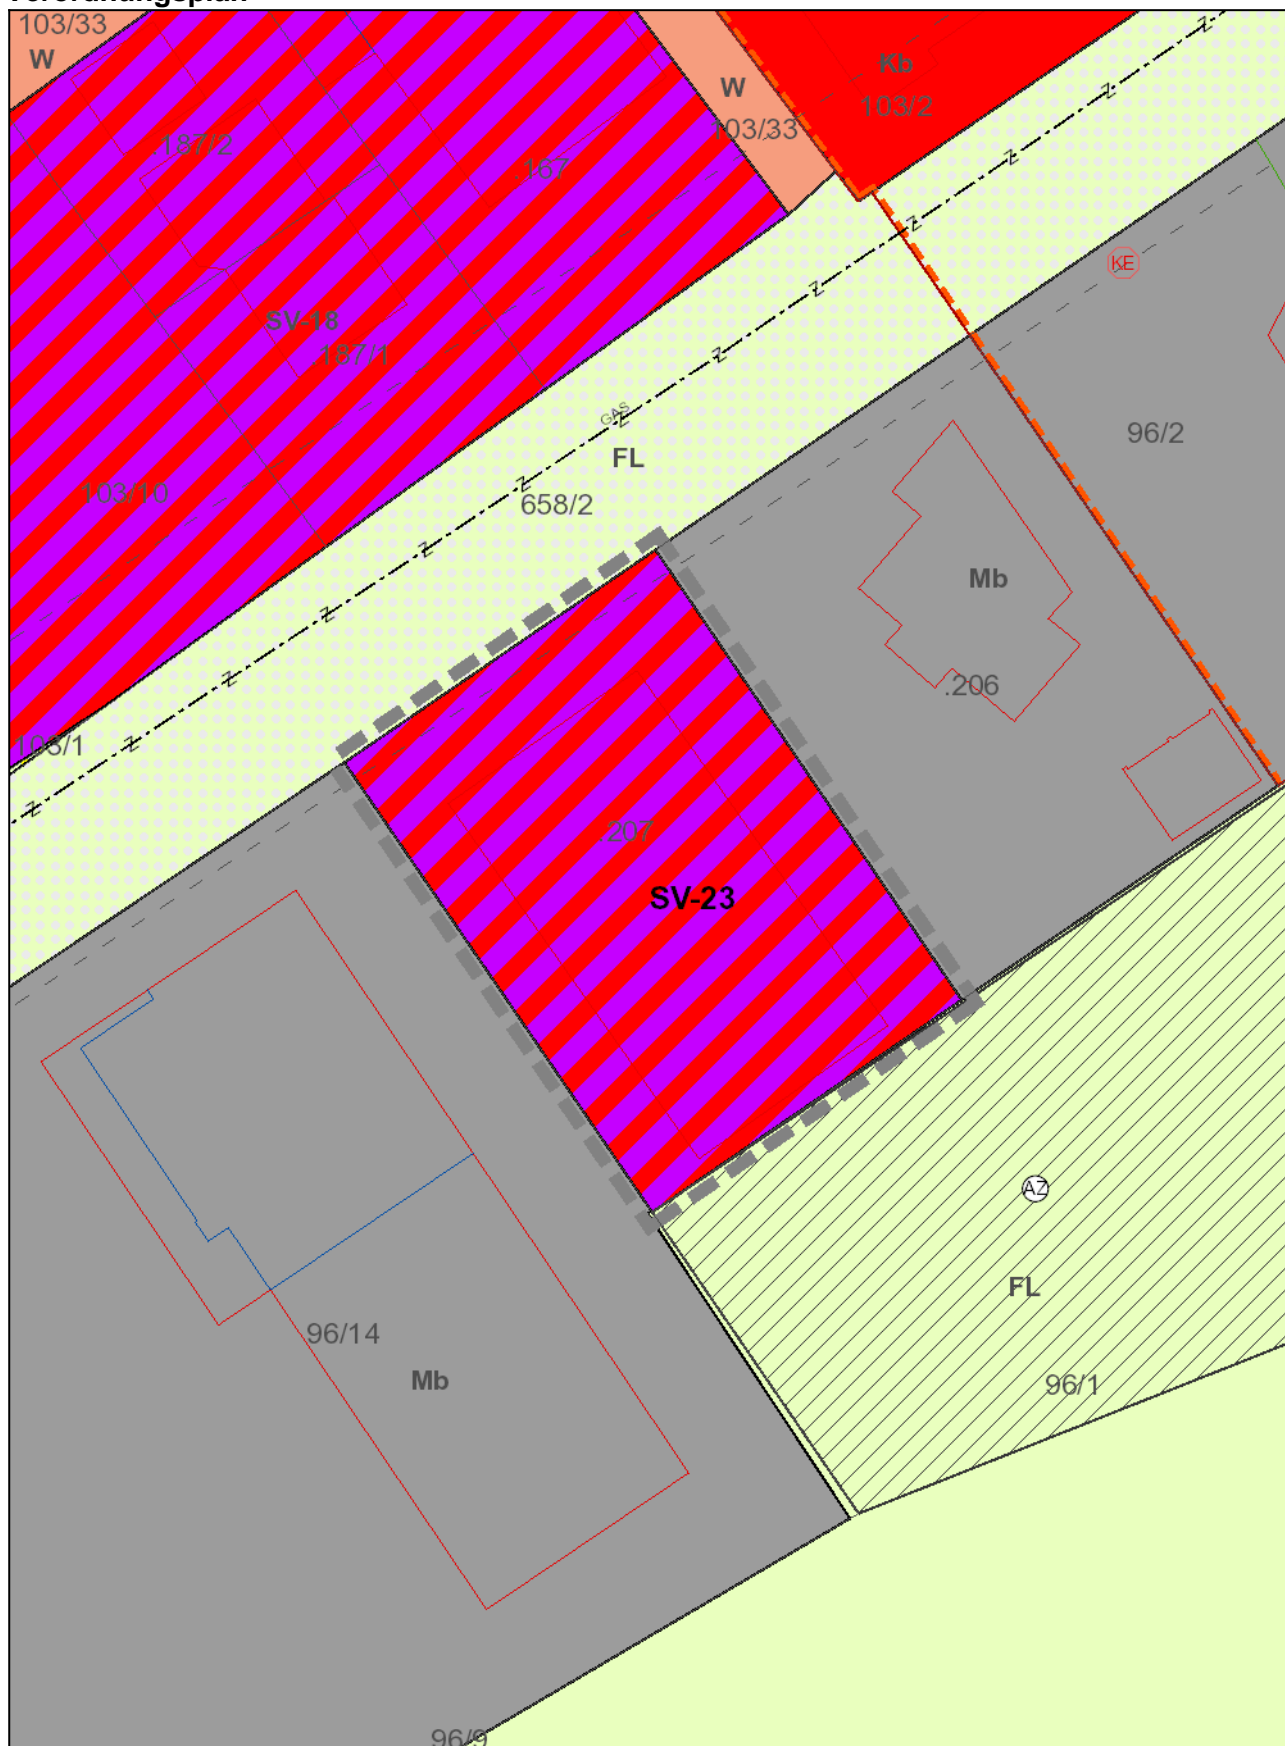 Verordnungsplan
103/33
W
Kb
W
103/2
103/33
.187/2
.167
KE
SV-18
.187/1
GAS
96/2
FL
103/10
658/2
Mb
.206
103/1
207
SV-23
AZ
FL
96/14
Mb
96/1
96/9